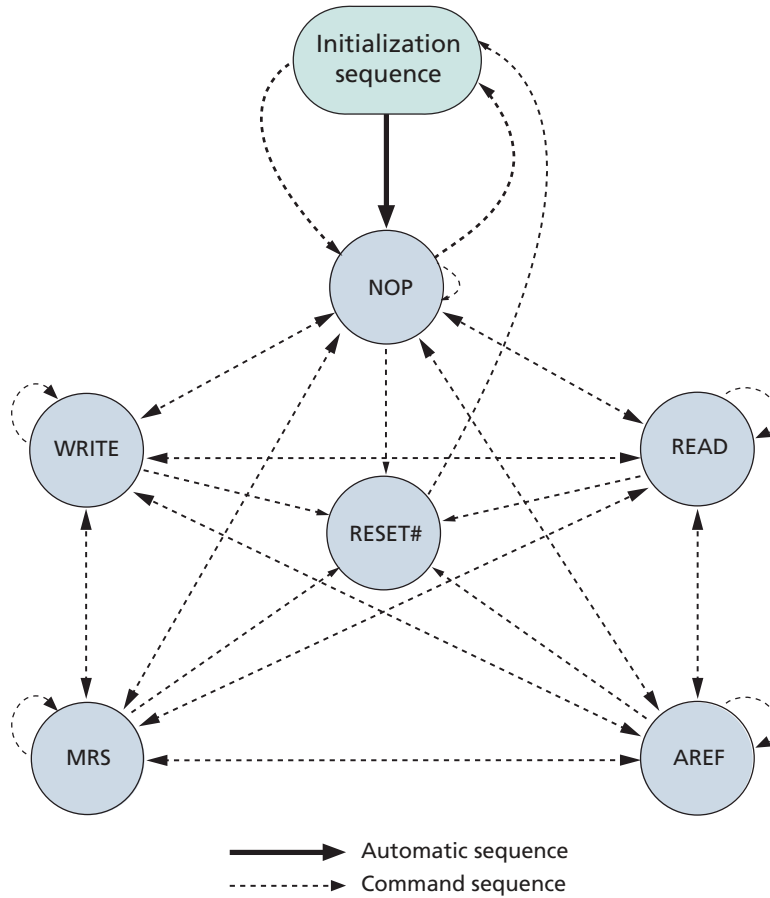 Initialization
sequence
NOP
WRITE
READ
RESET#
MRS
AREF
Automatic sequence
Command sequence